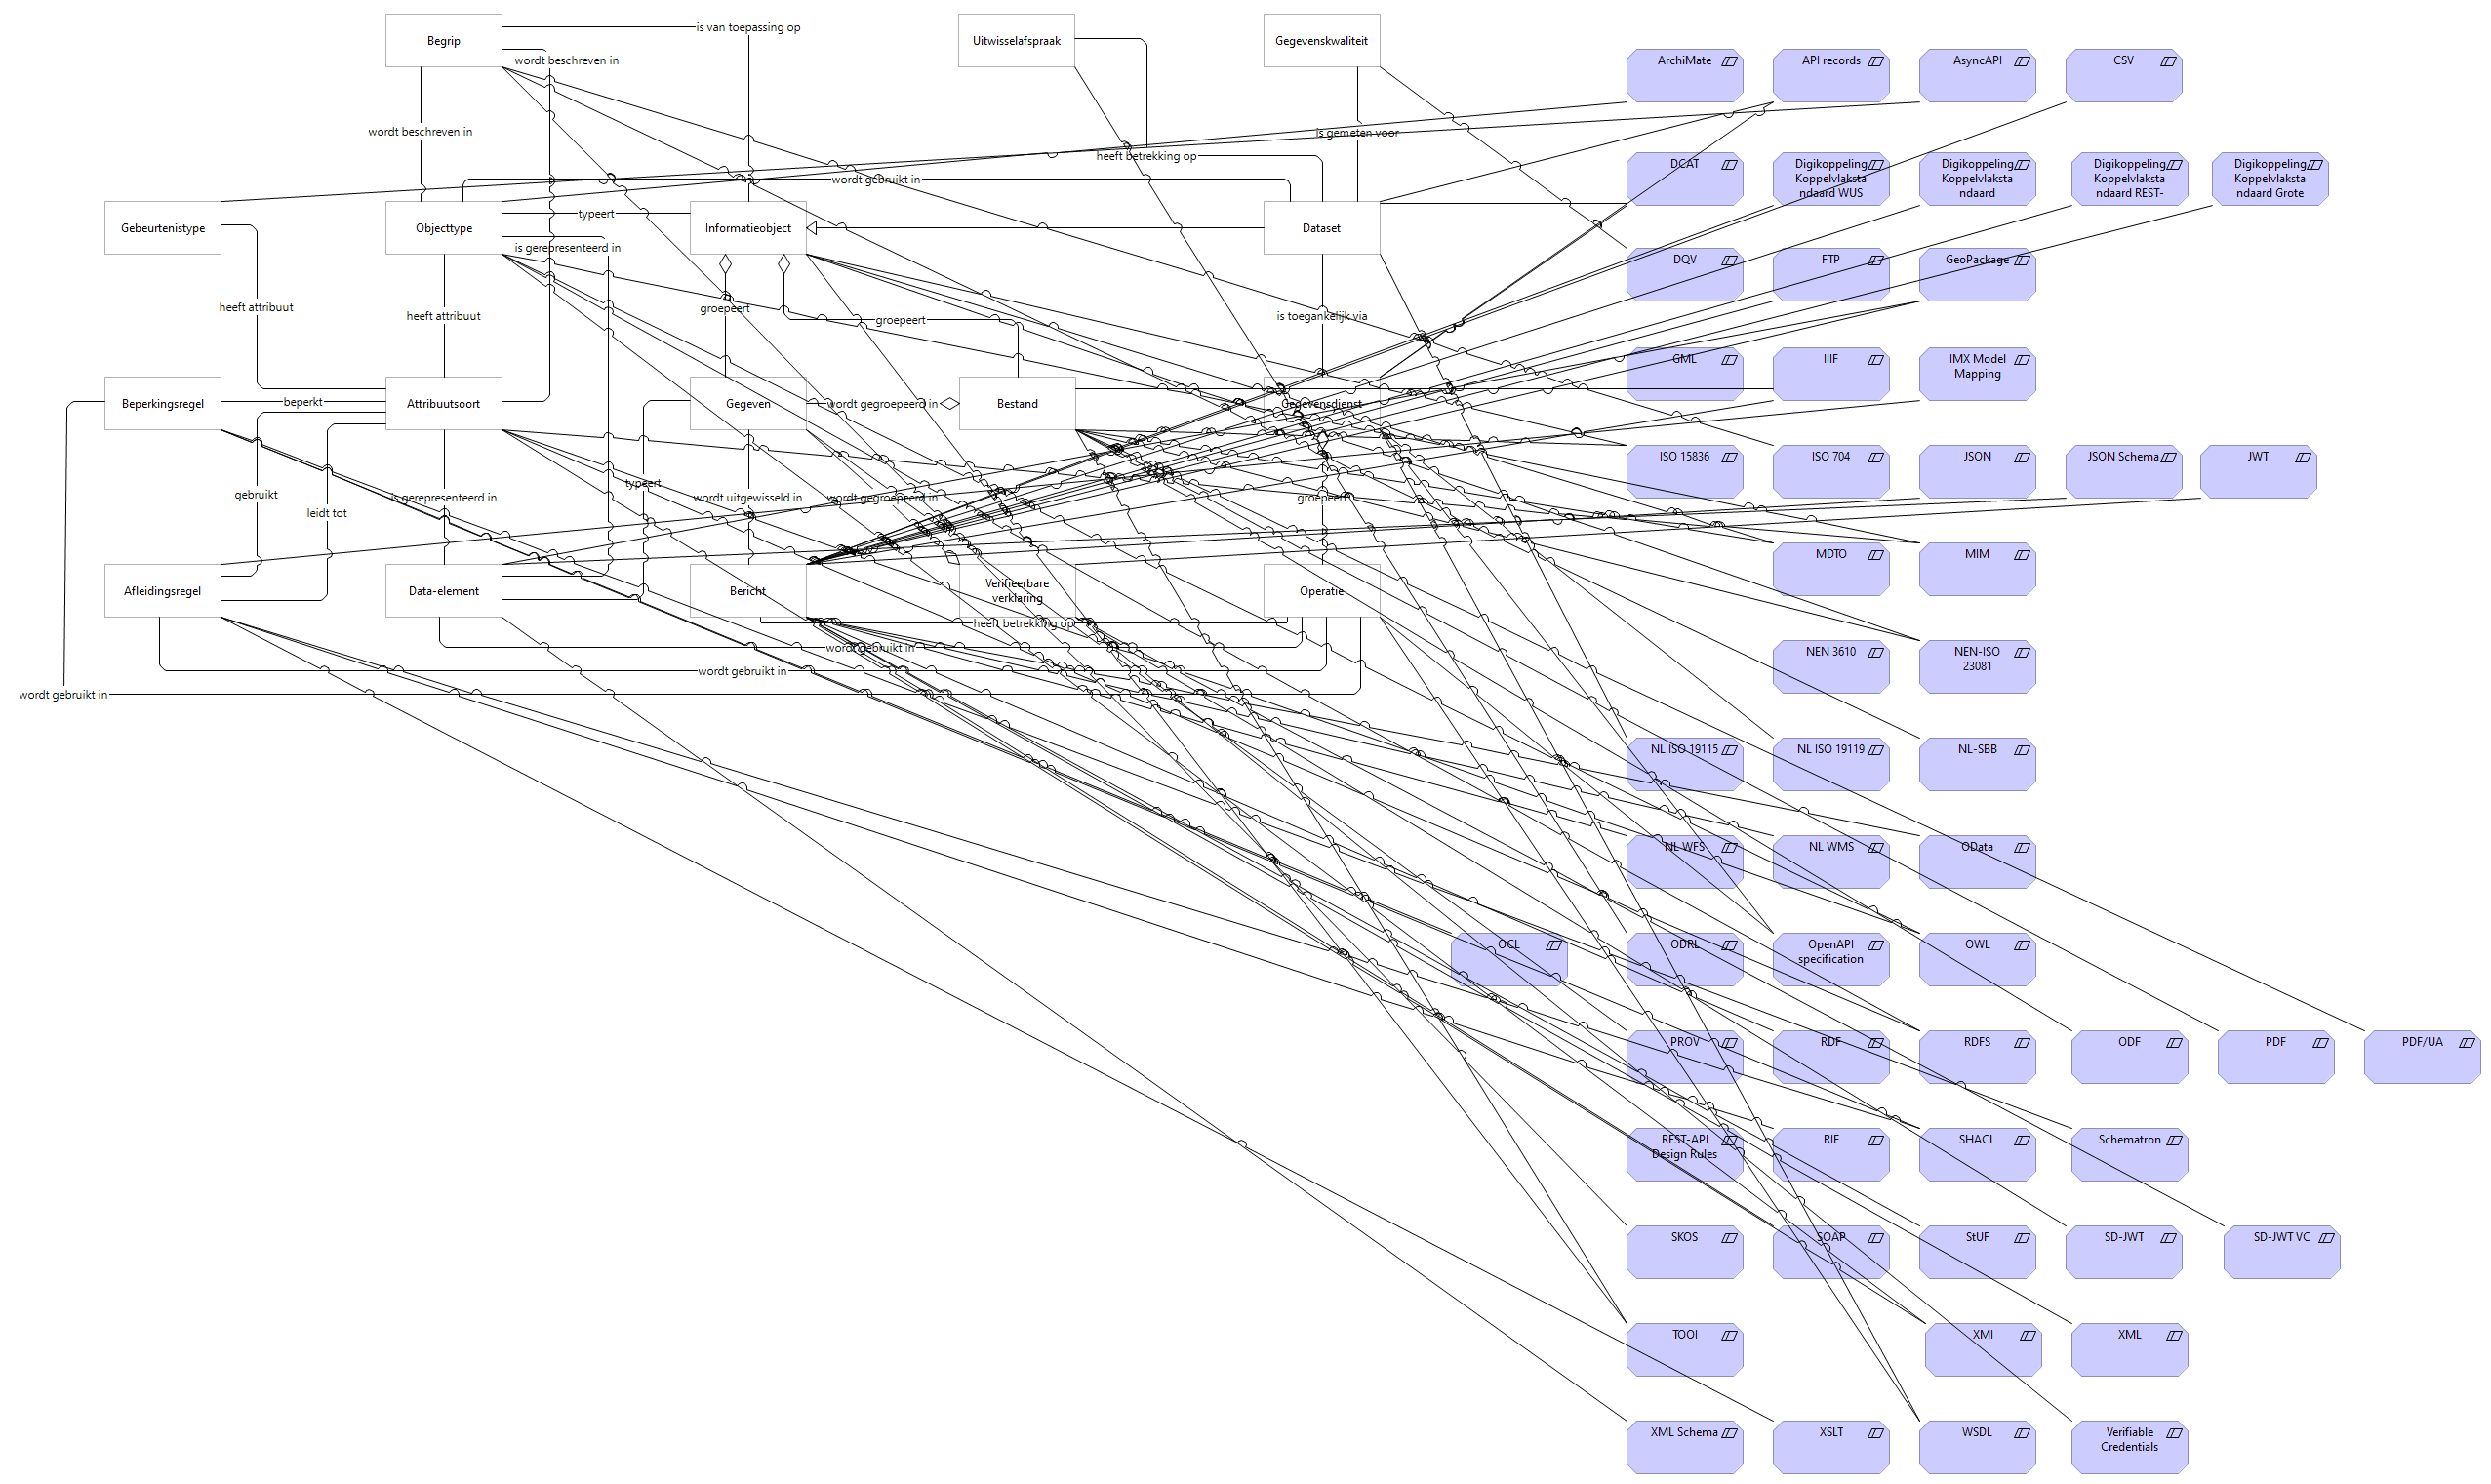 Begrip
is van toepassing op
Uitwisselafspraak
Gegevenskwaliteit
wordt beschreven in
ArchiMate
API records
AsyncAPI
CSV
wordt beschreven in
is gemeten voor
heeft betrekking op
wordt gebruikt in
DCAT
Digikoppeling
Koppelvlaksta
ndaard WUS
Digikoppeling
Koppelvlaksta
ndaard
Digikoppeling
Koppelvlaksta
ndaard REST-
Digikoppeling
Koppelvlaksta
ndaard Grote
Gebeurtenistype
Objecttype
typeert
Informatieobject
Dataset
is gerepresenteerd in
DQV
FTP
GeoPackage
heeft attribuut
heeft attribuut
groepeert
groepeert
is toegankelijk via
GML
IIIF
IMX Model
Mapping
Beperkingsregel
beperkt
Attribuutsoort
Gegeven
wordt gegroepeerd in
Bestand
Gegevensdienst
ISO 15836
ISO 704
JSON
JSON Schema
JWT
gebruikt
leidt tot
is gerepresenteerd in
typeert
wordt uitgewisseld in
wordt gegroepeerd in
groepeert
MDTO
MIM
Afleidingsregel
Data-element
Bericht
Verifieerbare
verklaring
Operatie
heeft betrekking op
wordt gebruikt in
wordt gebruikt in
wordt gebruikt in
NEN 3610
NEN-ISO
23081
NL ISO 19115
NL ISO 19119
NL-SBB
NL WFS
NL WMS
OData
OCL
ODRL
OpenAPI
specification
OWL
PROV
RDF
RDFS
ODF
PDF
PDF/UA
REST-API
Design Rules
RIF
SHACL
Schematron
SKOS
SOAP
StUF
SD-JWT
SD-JWT VC
TOOI
XMI
XML
XML Schema
XSLT
WSDL
Verifiable
Credentials